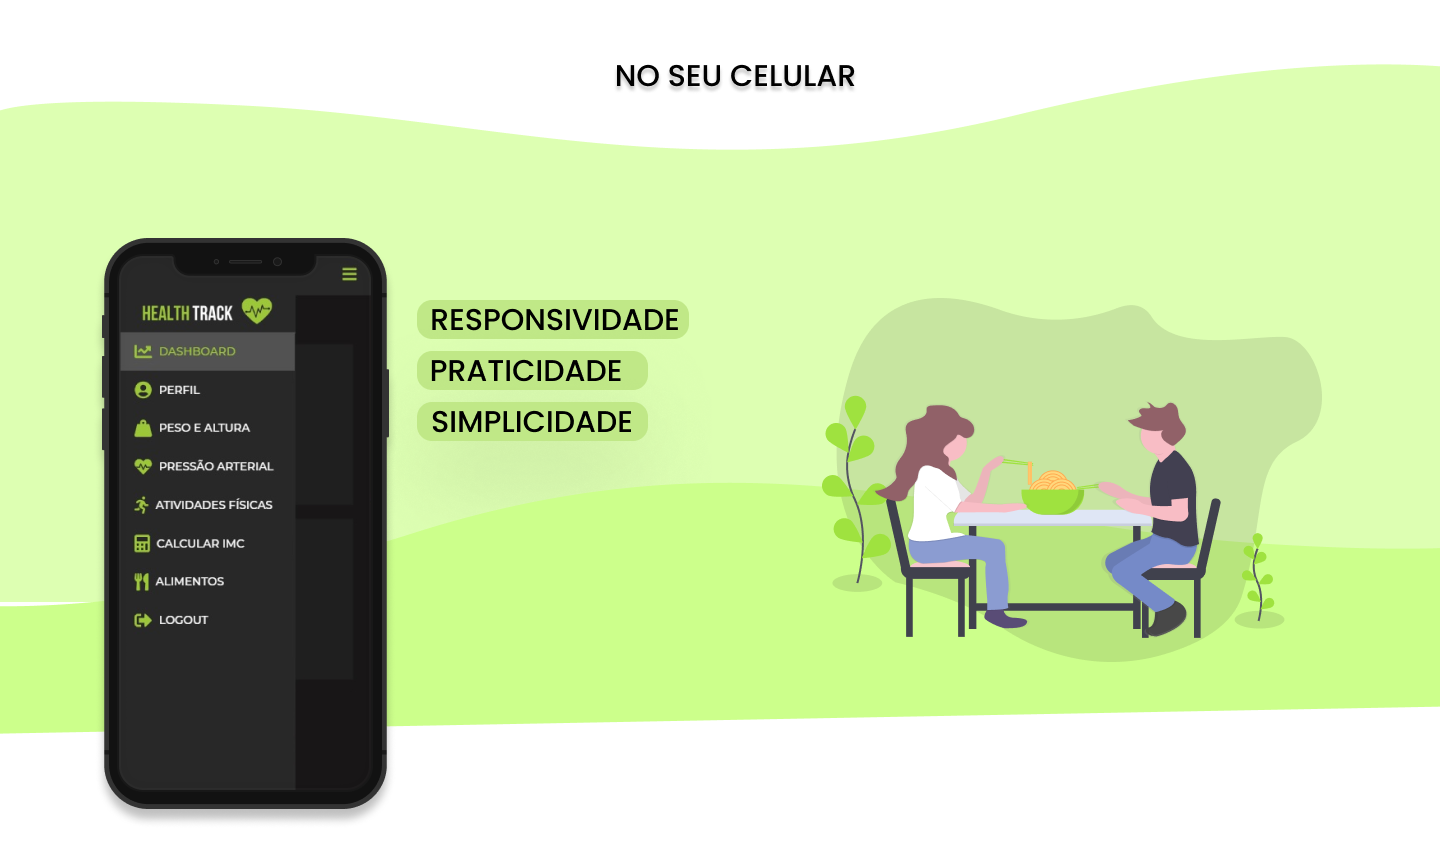 NO SEU CELULAR
HEALTH TRACK
DASHBOARD
PERFIL
PESO E ALTURA
PRESSÃO ARTERIAL
ATIVIDADES FÍSICAS
CALCULAR IMC
ALIMENTOS
LOGOUT
RESPONSIVIDADE
PRATICIDADE
SIMPLICIDADE